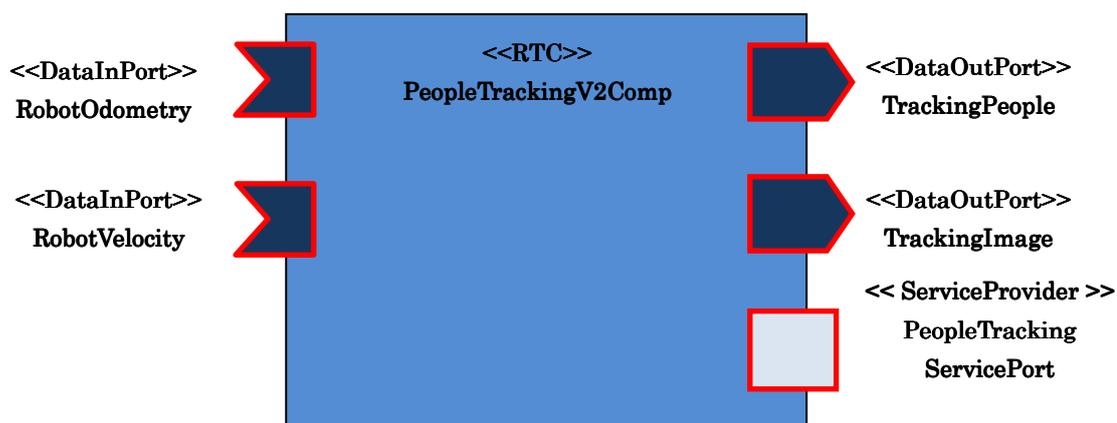 <<DataInPort>>
RobotOdometry
<<DataInPort>>
RobotVelocity
<<RTC>>
PeopleTrackingV2Comp
<<DataOutPort>>
TrackingPeople
<<DataOutPort>>
TrackingImage
<< ServiceProvider >>
PeopleTracking
ServicePort